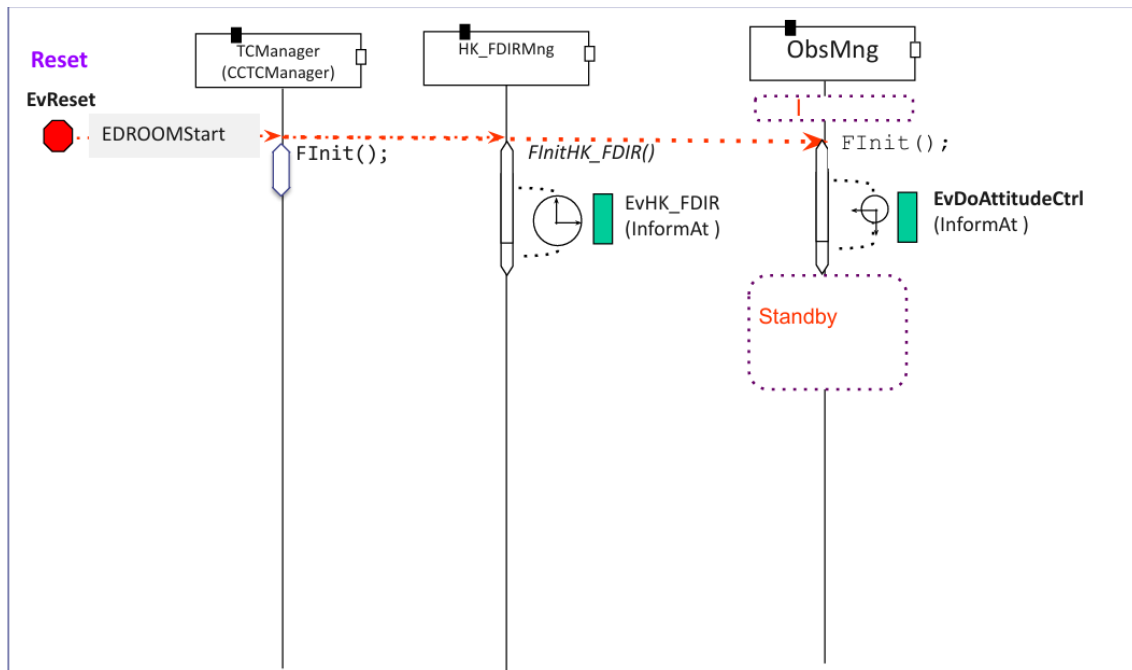 TCManager
(CCTCManager)
HK_FDIRMng
ObsMng
Reset
EvReset
I
EDROOMStart
FInit();
FInitHK_FDIR()
FInit();
EvHK_FDIR
(InformAt )
EvDoAttitudeCtrl
(InformAt )
Standby